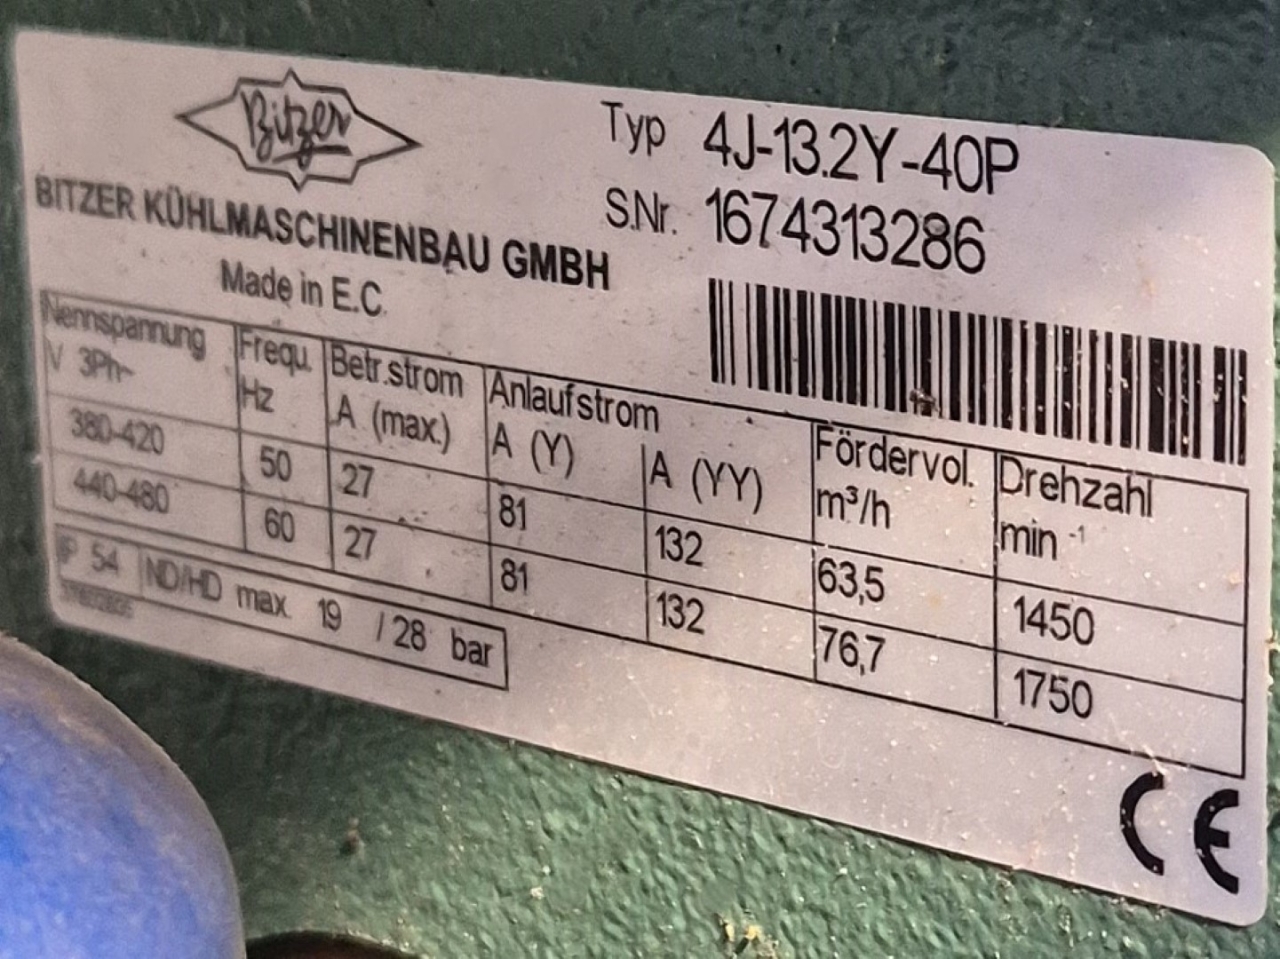 Bitzer
BITZER KÜHLMASCHINENBAU GMBH
Made in E.C.
Typ 4J-13.2Y-40P
S.Nr. 1674313286
Nennspannung V 3Ph~ Frequ. Hz Betr.strom A (max.) Anlaufstrom A (Y) A (YY) Fördervol. m³/h Drehzahl min -1
380-420 50 27 81 132 63,5 1450
440-480 60 27 81 132 76,7 1750
IP 54 ND/HD max. 19 / 28 bar
CE